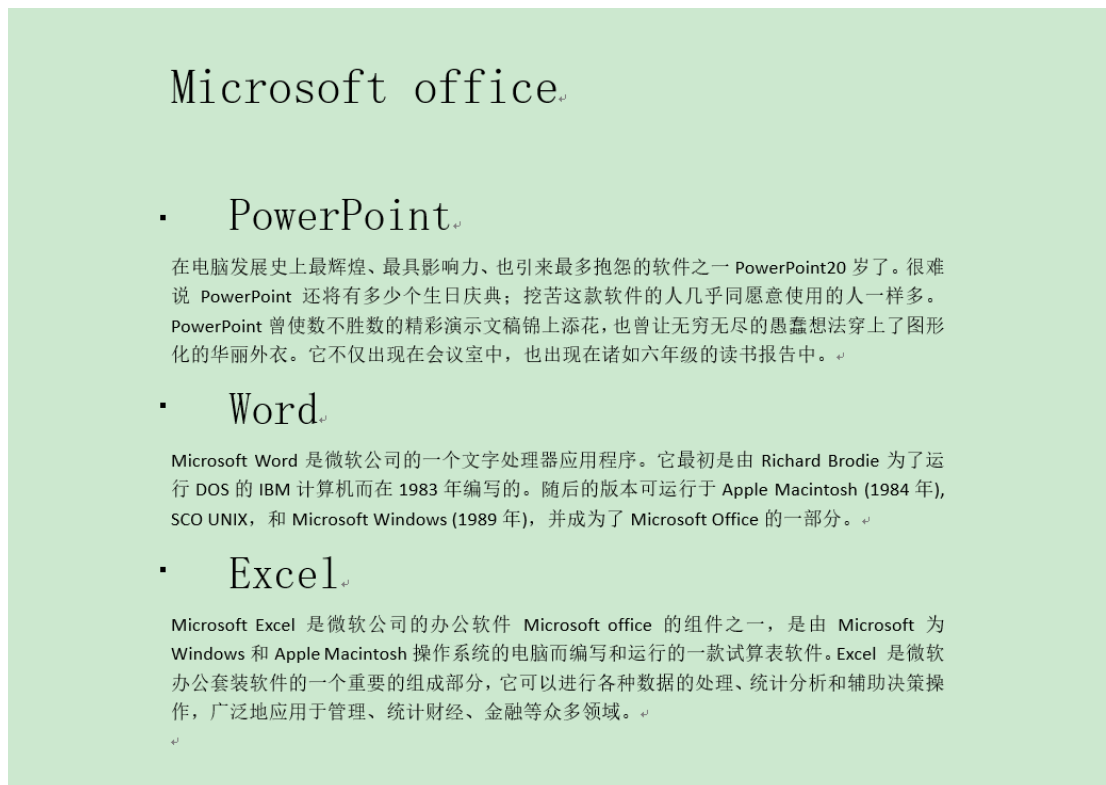 Microsoft office
PowerPoint
在电脑发展史上最辉煌、最具影响力、也引来最多抱怨的软件之一 PowerPoint20 岁了。很难
说 PowerPoint 还将有多少个生日庆典；挖苦这款软件的人几乎同愿意使用的人一样多。
PowerPoint 曾使数不胜数的精彩演示文稿锦上添花，也曾让无穷无尽的愚蠢想法穿上了图形
化的华丽外衣。它不仅出现在会议室中，也出现在诸如六年级的读书报告中。
Word
Microsoft Word 是微软公司的一个文字处理器应用程序。它最初是由 Richard Brodie 为了运
行 DOS 的 IBM 计算机而在 1983 年编写的。随后的版本可运行于 Apple Macintosh (1984 年),
SCO UNIX，和 Microsoft Windows (1989 年)，并成为了 Microsoft Office 的一部分。
Excel
Microsoft Excel 是微软公司的办公软件 Microsoft office 的组件之一，是由 Microsoft 为
Windows 和 Apple Macintosh 操作系统的电脑而编写和运行的一款试算表软件。Excel 是微软
办公套装软件的一个重要的组成部分，它可以进行各种数据的处理、统计分析和辅助决策操
作，广泛地应用于管理、统计财经、金融等众多领域。